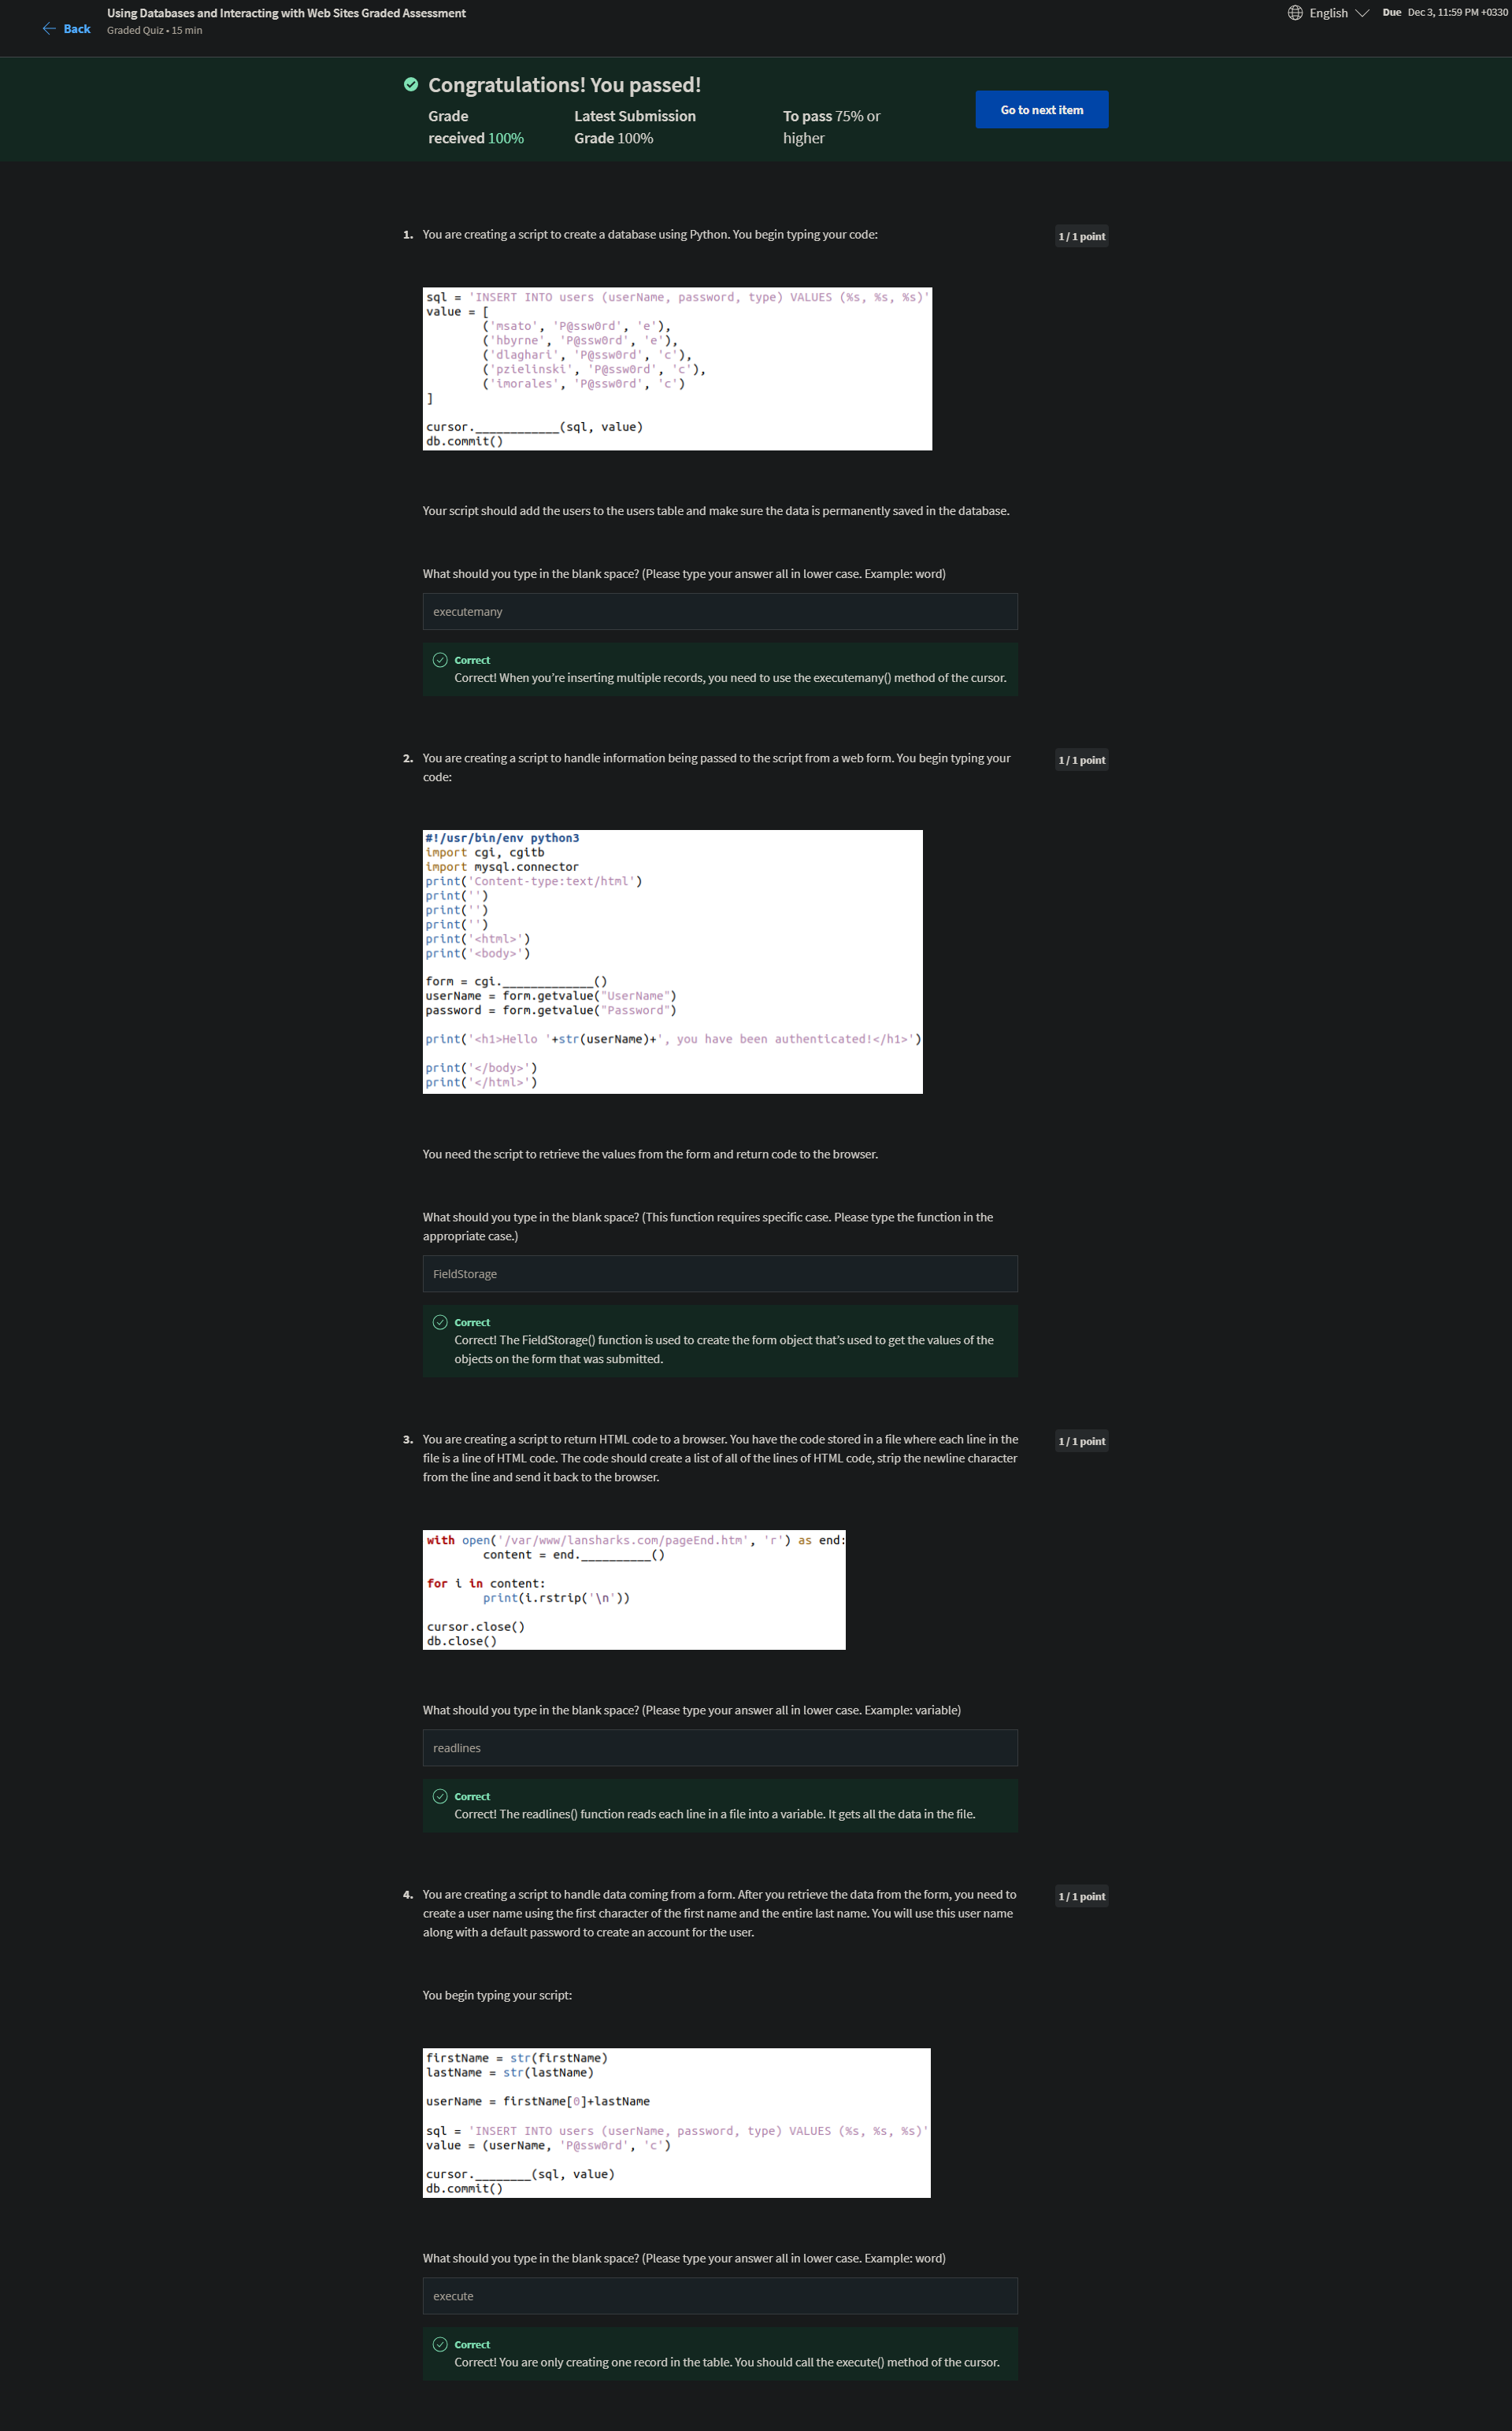 Back
Using Databases and Interacting with Web Sites Graded Assessment
Graded Quiz • 15 min
English
Due Dec 3, 11:59 PM +0330
Congratulations! You passed!
Grade received 100%
Latest Submission Grade 100%
To pass 75% or higher
Go to next item
1. You are creating a script to create a database using Python. You begin typing your code:
1 / 1 point
sql = 'INSERT INTO users (userName, password, type) VALUES (%s, %s, %s)'
value = [
('msato', 'P@ssw0rd', 'e'),
('hbyrne', 'P@ssw0rd', 'e'),
('dlaghari', 'P@ssw0rd', 'c'),
('pzielinski', 'P@ssw0rd', 'c'),
('imorales', 'P@ssw0rd', 'c')
]
cursor.____________(sql, value)
db.commit()
Your script should add the users to the users table and make sure the data is permanently saved in the database.
What should you type in the blank space? (Please type your answer all in lower case. Example: word)
executemany
Correct
Correct! When you're inserting multiple records, you need to use the executemany() method of the cursor.
2. You are creating a script to handle information being passed to the script from a web form. You begin typing your
code:
1 / 1 point
#!/usr/bin/env python3
import cgi, cgitb
import mysql.connector
print('Content-type:text/html')
print('')
print('')
print('')
print('<html>')
print('<body>')
form = cgi._____________()
userName = form.getvalue("UserName")
password = form.getvalue("Password")
print('<h1>Hello '+str(userName)+', you have been authenticated!</h1>')
print('</body>')
print('</html>')
You need the script to retrieve the values from the form and return code to the browser.
What should you type in the blank space? (This function requires specific case. Please type the function in the
appropriate case.)
FieldStorage
Correct
Correct! The FieldStorage() function is used to create the form object that's used to get the values of the
objects on the form that was submitted.
3. You are creating a script to return HTML code to a browser. You have the code stored in a file where each line in the
file is a line of HTML code. The code should create a list of all of the lines of HTML code, strip the newline character
from the line and send it back to the browser.
1 / 1 point
with open('/var/www/lansharks.com/pageEnd.htm', 'r') as end:
content = end.__________()
for i in content:
print(i.rstrip('\n'))
cursor.close()
db.close()
What should you type in the blank space? (Please type your answer all in lower case. Example: variable)
readlines
Correct
Correct! The readlines() function reads each line in a file into a variable. It gets all the data in the file.
4. You are creating a script to handle data coming from a form. After you retrieve the data from the form, you need to
create a user name using the first character of the first name and the entire last name. You will use this user name
along with a default password to create an account for the user.
1 / 1 point
You begin typing your script:
firstName = str(firstName)
lastName = str(lastName)
userName = firstName[0]+lastName
sql = 'INSERT INTO users (userName, password, type) VALUES (%s, %s, %s)'
value = (userName, 'P@ssw0rd', 'c')
cursor.________(sql, value)
db.commit()
What should you type in the blank space? (Please type your answer all in lower case. Example: word)
execute
Correct
Correct! You are only creating one record in the table. You should call the execute() method of the cursor.